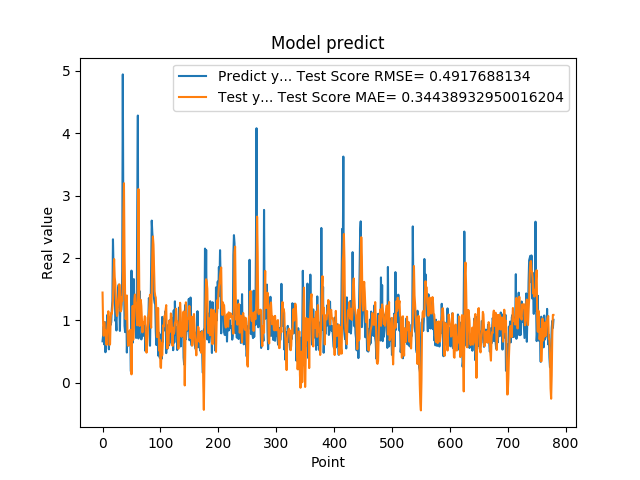 Model predict
Predict y... Test Score RMSE= 0.4917688134
Test y... Test Score MAE= 0.34438932950016204
Real value
5
4
3
2
1
0
0 100 200 300 400 500 600 700 800
Point